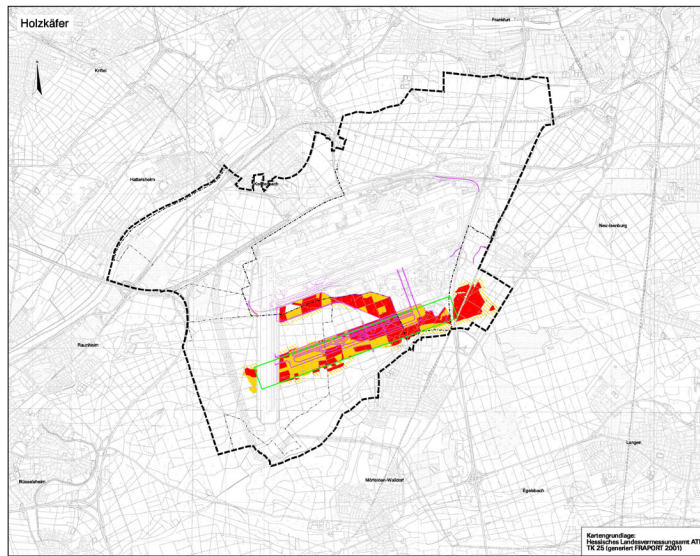 Holzkäfer
Frankfurt
Kriftel
Hattersheim
Kelsterbach
Neu-Isenburg
Raunheim
Langen
Rüsselsheim
Mörfelden-Walldorf
Egelsbach
Kartengrundlage:
Hessisches Landesvermessungsamt
TK 25 (generiert FRAPORT 2001)